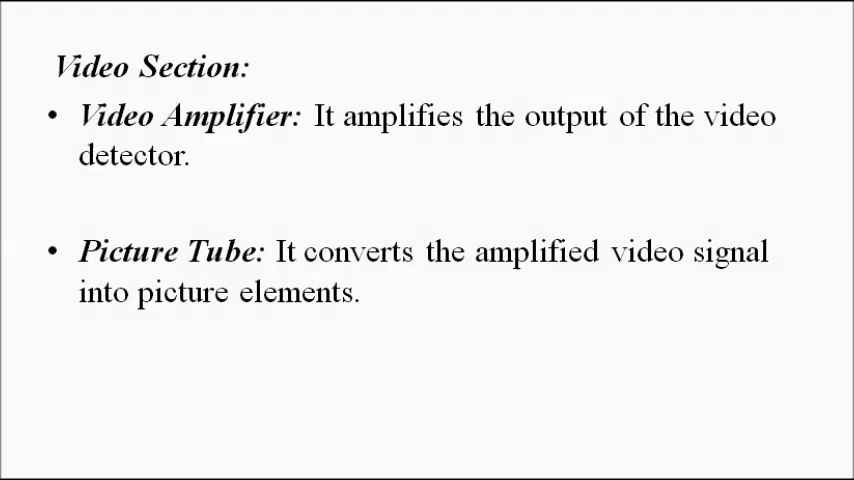 Video Section:
• Video Amplifier: It amplifies the output of the video
detector.
• Picture Tube: It converts the amplified video signal
into picture elements.